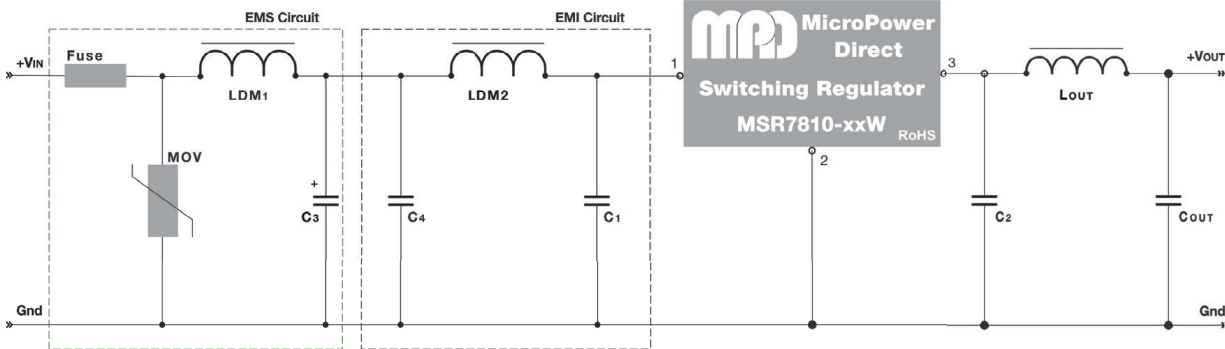 EMS Circuit
EMI Circuit
MPD MicroPower
Direct
+VIN
Fuse
LDM1
LDM2
1
Switching Regulator
MSR7810-xxW
RoHS
3
2
LOUT
+VOUT
MOV
+
C3
C4
C1
C2
COUT
Gnd
Gnd